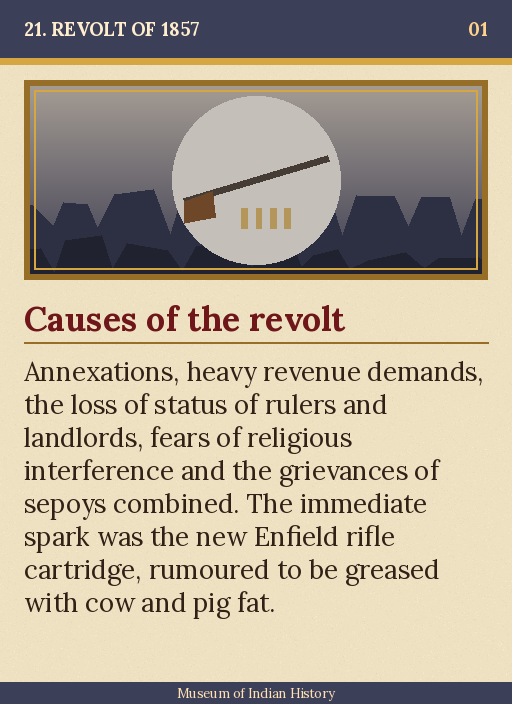 21. REVOLT OF 1857
01
Causes of the revolt
Annexations, heavy revenue demands,
the loss of status of rulers and
landlords, fears of religious
interference and the grievances of
sepoys combined. The immediate
spark was the new Enfield rifle
cartridge, rumoured to be greased
with cow and pig fat.
Museum of Indian History